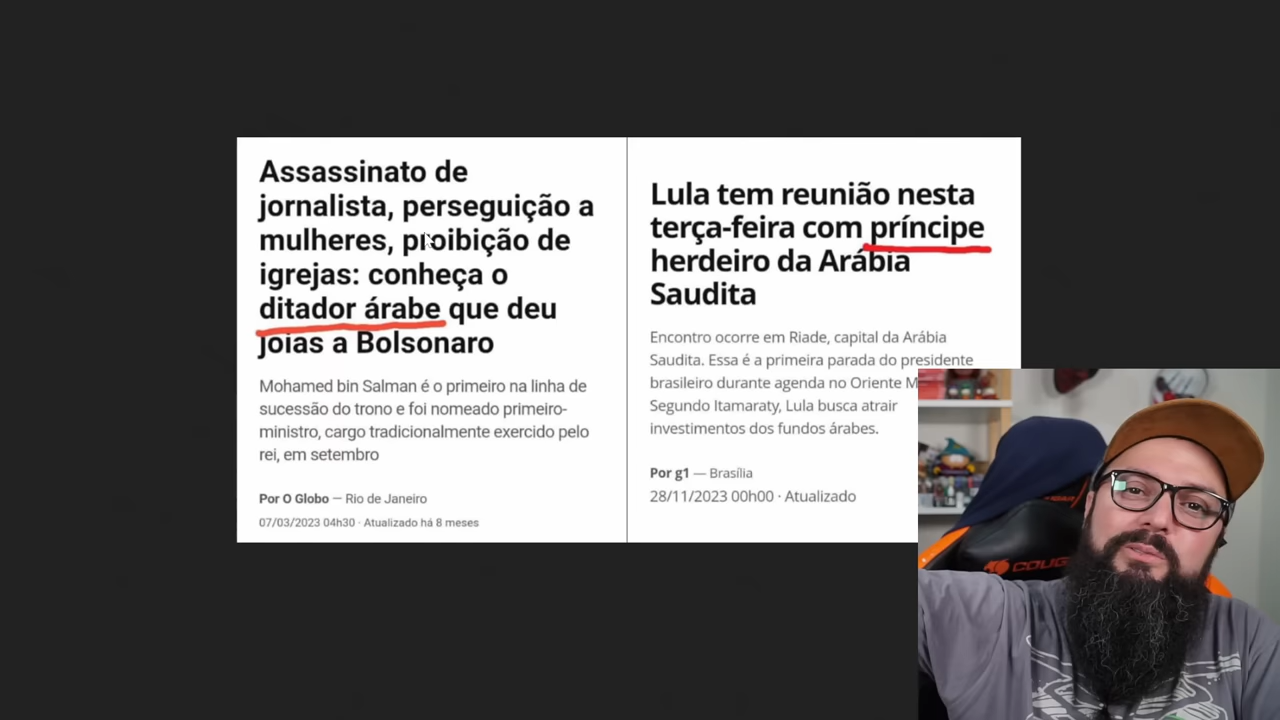 Assassinato de
jornalista, perseguição a
mulheres, proibição de
igrejas: conheça o
ditador árabe que deu
joias a Bolsonaro
Mohamed bin Salman é o primeiro na linha de
sucessão do trono e foi nomeado primeiro-
ministro, cargo tradicionalmente exercido pelo
rei, em setembro
Por O Globo — Rio de Janeiro
07/03/2023 04h30 · Atualizado há 8 meses
Lula tem reunião nesta
terça-feira com príncipe
herdeiro da Arábia
Saudita
Encontro ocorre em Riade, capital da Arábia
Saudita. Essa é a primeira parada do presidente
brasileiro durante agenda no Oriente M
Segundo Itamaraty, Lula busca atrair
investimentos dos fundos árabes.
Por g1 — Brasília
28/11/2023 00h00 · Atualizado
COUG